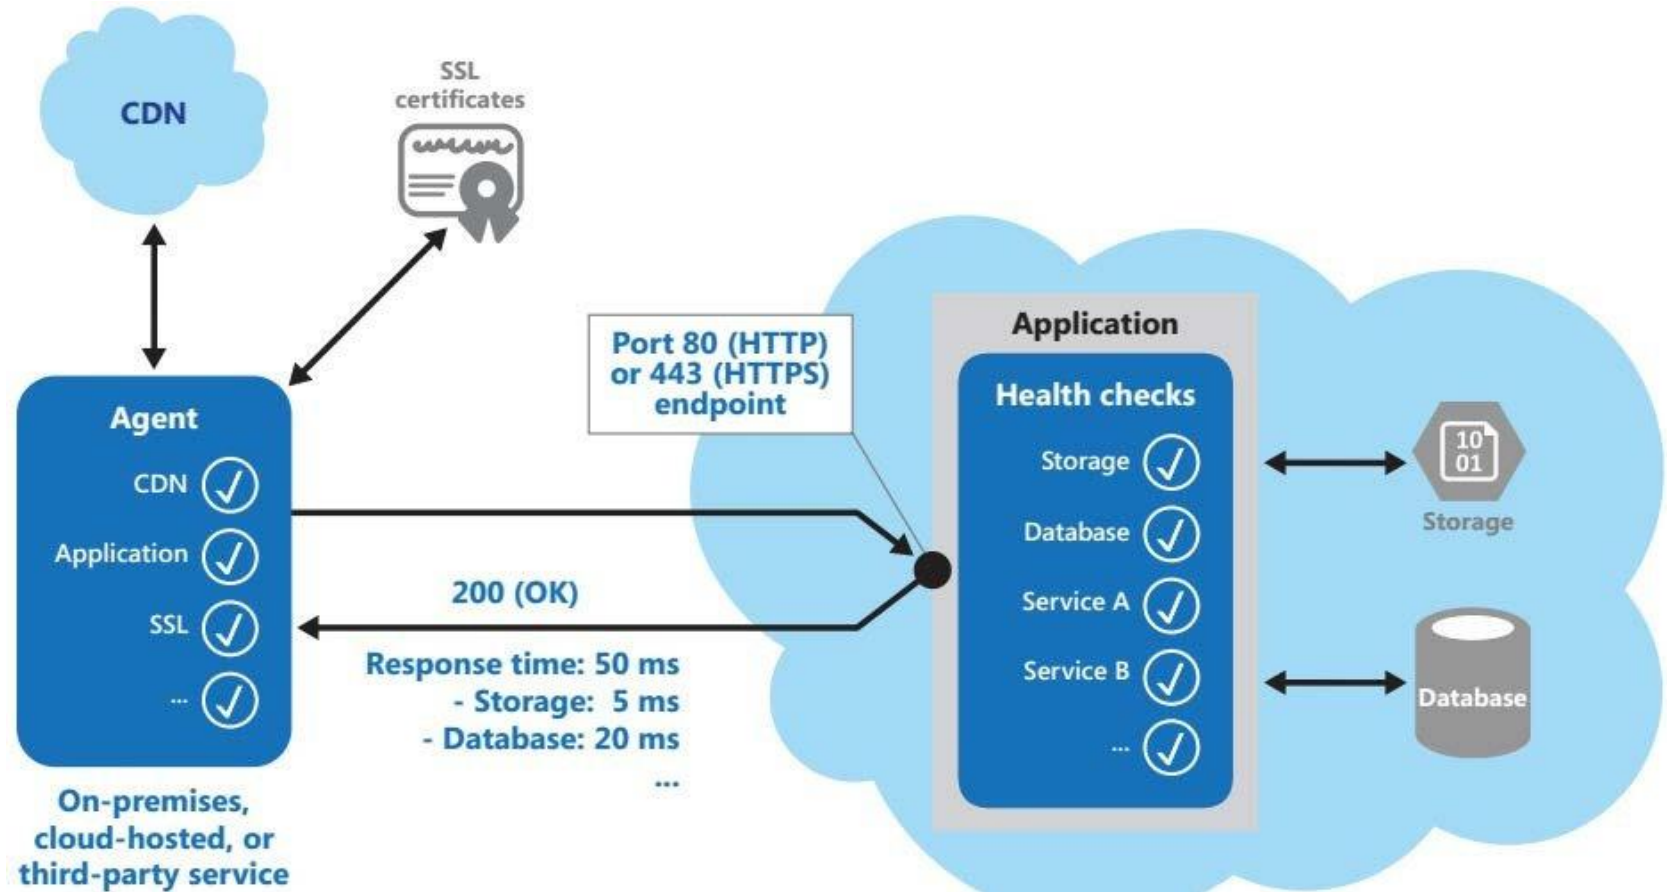 CDN
SSL
certificates
Agent
CDN
Application
SSL
...
On-premises,
cloud-hosted, or
third-party service
200 (OK)
Response time: 50 ms
- Storage: 5 ms
- Database: 20 ms
...
Port 80 (HTTP)
or 443 (HTTPS)
endpoint
Application
Health checks
Storage
Database
Service A
Service B
...
10
01
Storage
Database